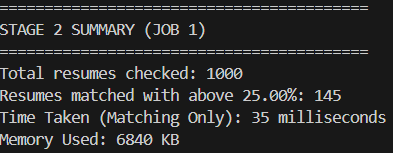 ==========================================
STAGE 2 SUMMARY (JOB 1)
==========================================
Total resumes checked: 1000
Resumes matched with above 25.00%: 145
Time Taken (Matching Only): 35 milliseconds
Memory Used: 6840 KB